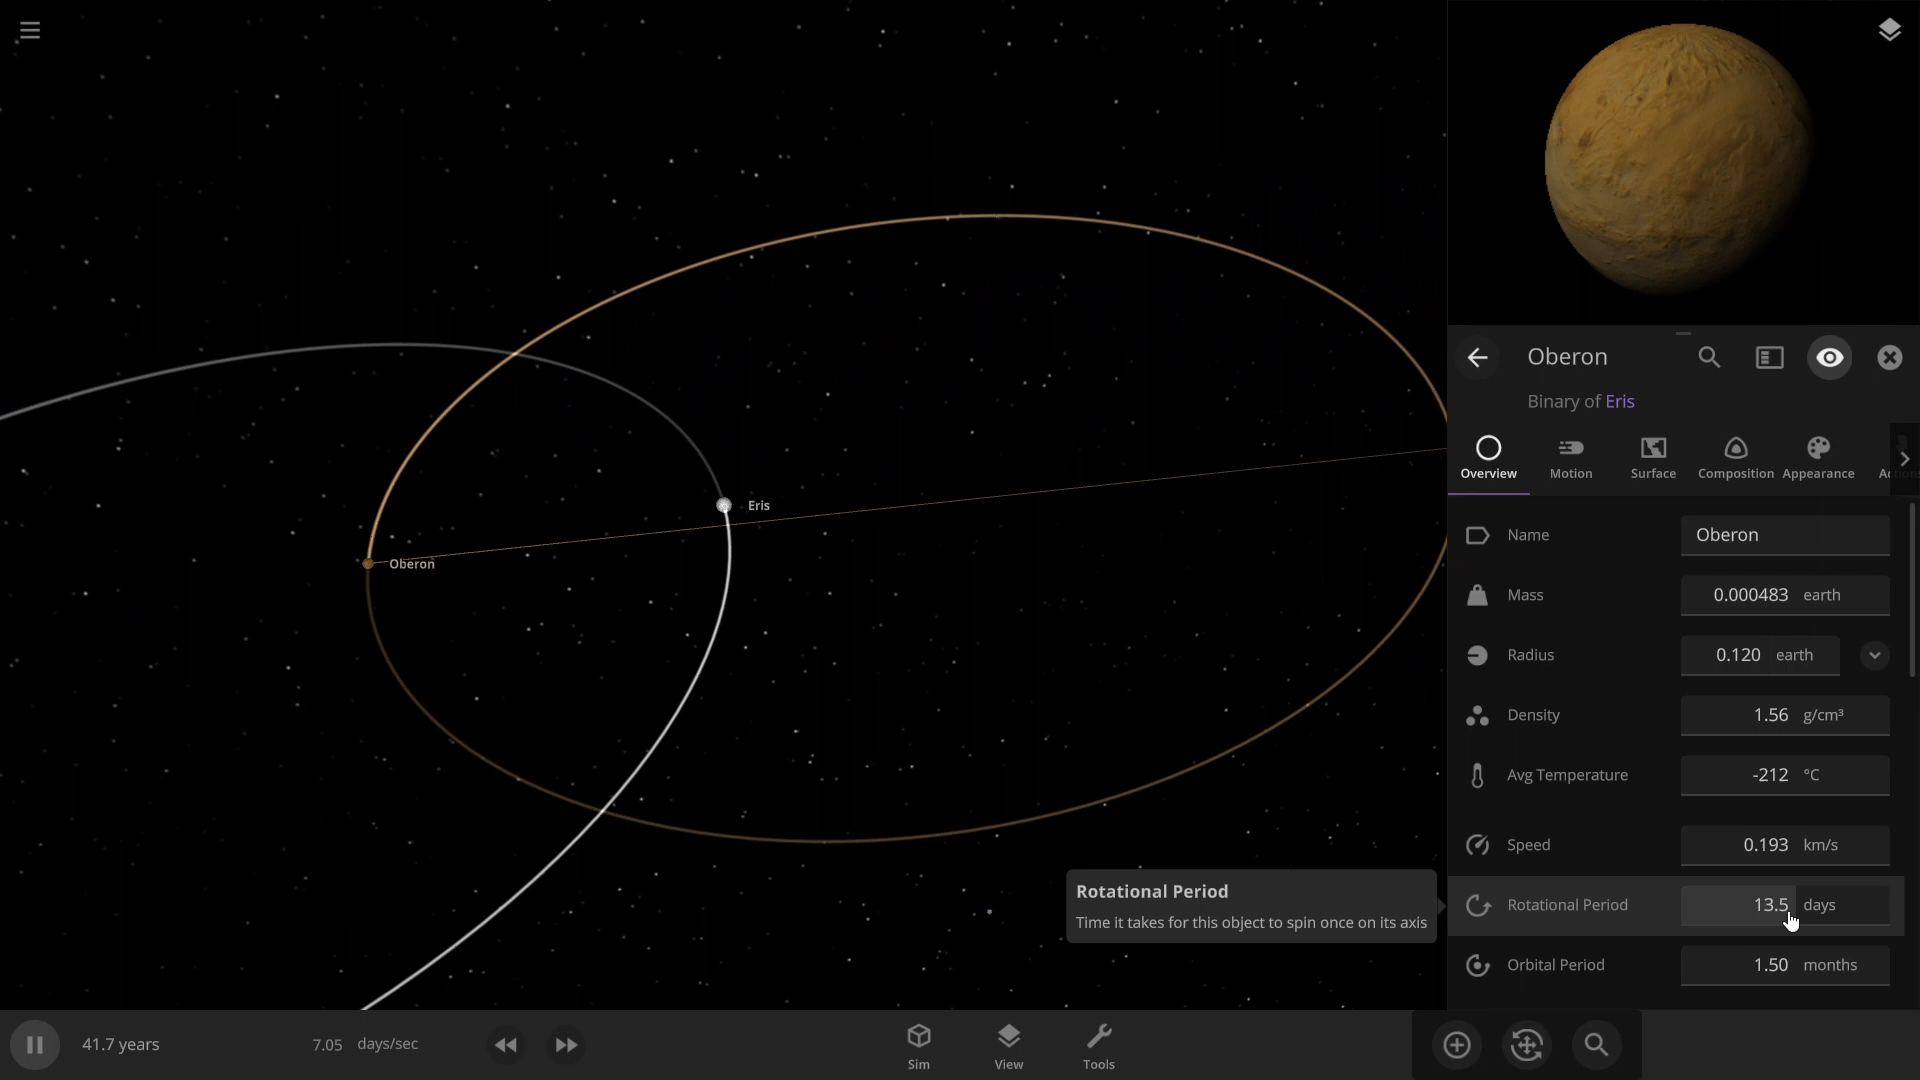 Eris
Oberon
Oberon
Binary of Eris
Overview
Motion
Surface
Composition
Appearance
Name
Oberon
Mass
0.000483 earth
Radius
0.120 earth
Density
1.56 g/cm³
Avg Temperature
-212 °C
Speed
0.193 km/s
Rotational Period
13.5 days
Orbital Period
1.50 months
Rotational Period
Time it takes for this object to spin once on its axis
41.7 years
7.05 days/sec
Sim
View
Tools